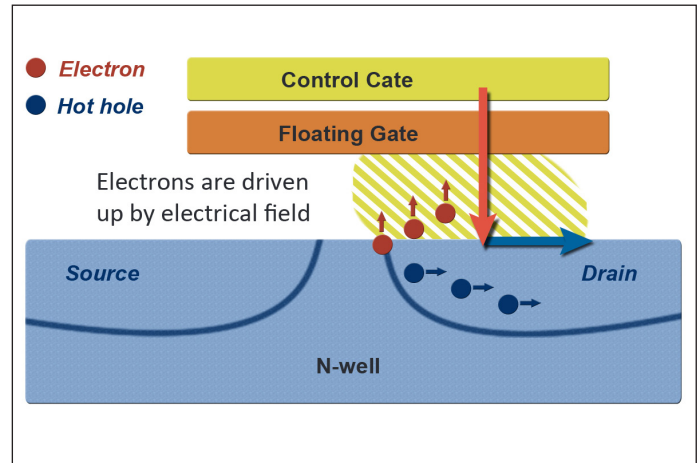 Electron
Hot hole
Control Cate
Floating Gate
Electrons are driven
up by electrical field
Source
Drain
N-well